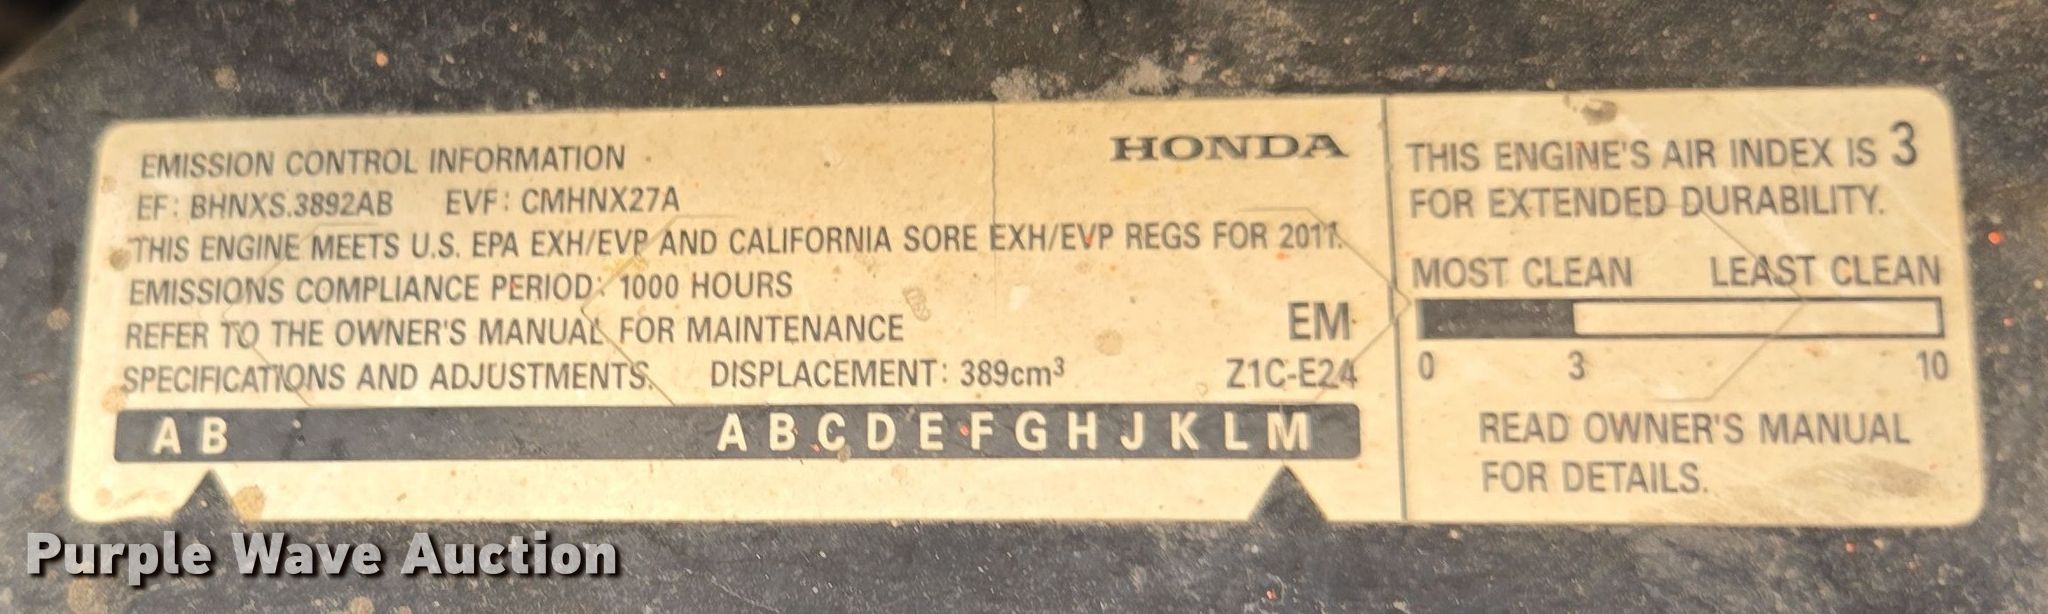 EMISSION CONTROL INFORMATION
HONDA
EF: BHNXS.3892AB EVF: CMHNX27A
THIS ENGINE MEETS U.S. EPA EXH/EVP AND CALIFORNIA SORE EXH/EVP REGS FOR 2011.
EMISSIONS COMPLIANCE PERIOD: 1000 HOURS
REFER TO THE OWNER'S MANUAL FOR MAINTENANCE
EM
SPECIFICATIONS AND ADJUSTMENTS. DISPLACEMENT: 389cm³
Z1C-E24
A B A B C D E F G H J K L M
THIS ENGINE'S AIR INDEX IS 3
FOR EXTENDED DURABILITY.
MOST CLEAN LEAST CLEAN
0 3 10
READ OWNER'S MANUAL
FOR DETAILS.
Purple Wave Auction